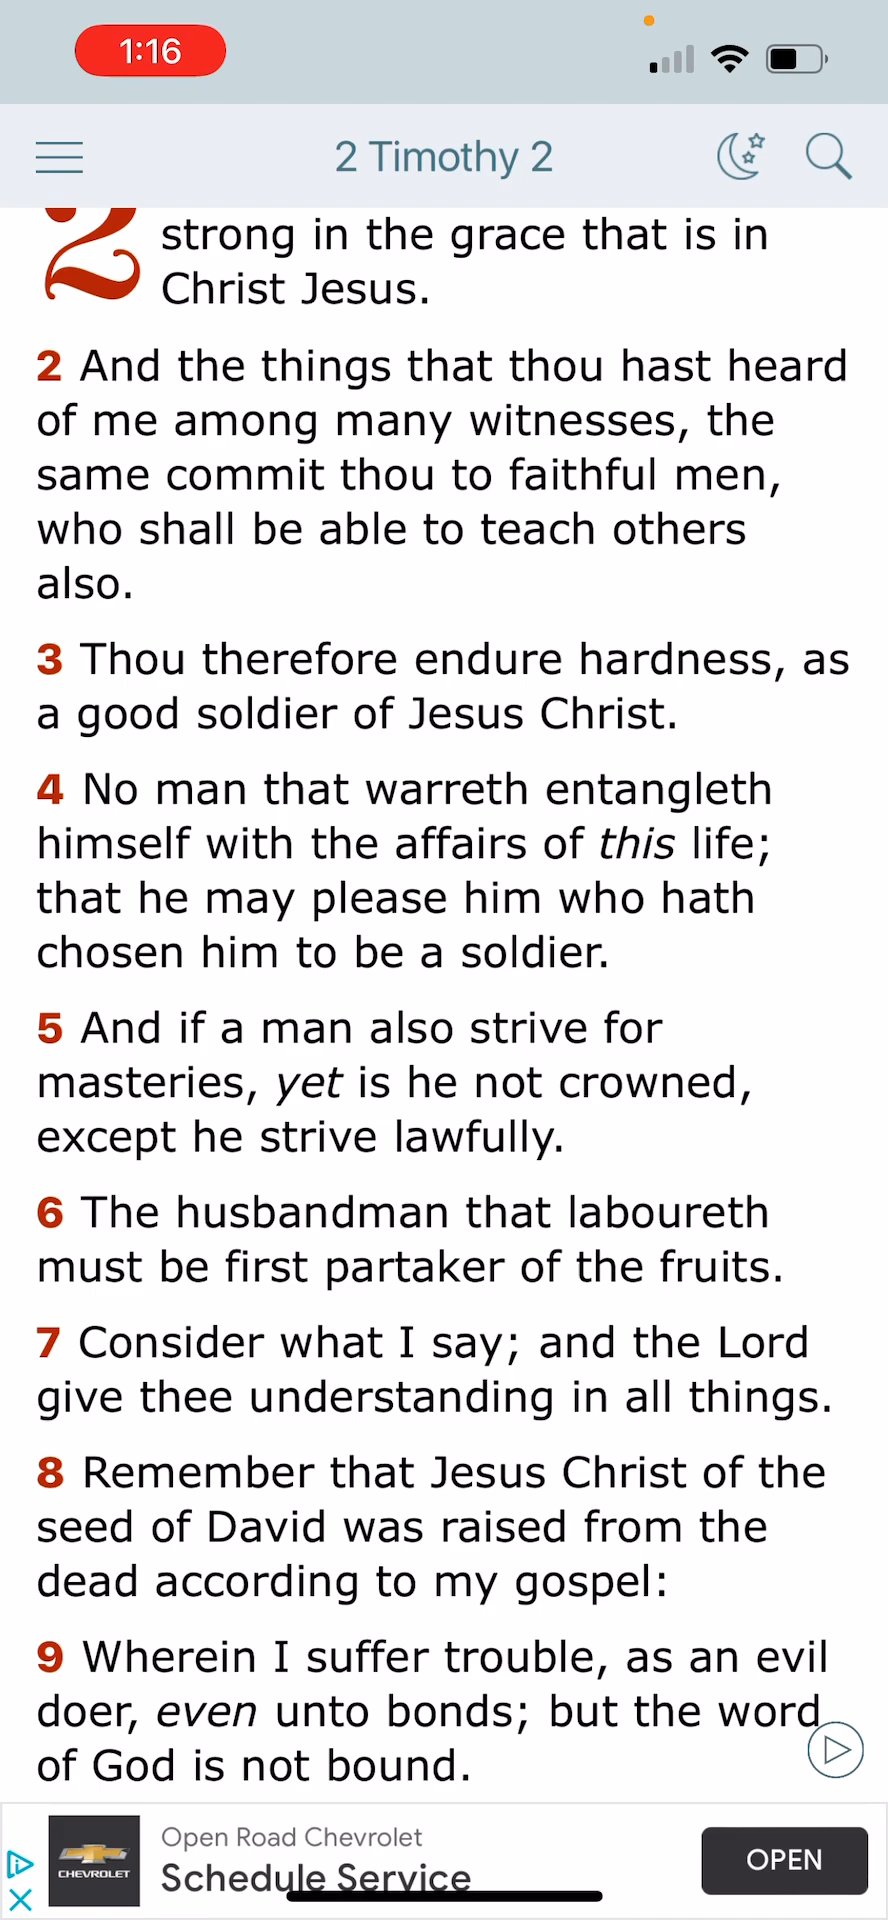 1:16
2 Timothy 2
2 strong in the grace that is in
Christ Jesus.
2 And the things that thou hast heard
of me among many witnesses, the
same commit thou to faithful men,
who shall be able to teach others
also.
3 Thou therefore endure hardness, as
a good soldier of Jesus Christ.
4 No man that warreth entangleth
himself with the affairs of this life;
that he may please him who hath
chosen him to be a soldier.
5 And if a man also strive for
masteries, yet is he not crowned,
except he strive lawfully.
6 The husbandman that laboureth
must be first partaker of the fruits.
7 Consider what I say; and the Lord
give thee understanding in all things.
8 Remember that Jesus Christ of the
seed of David was raised from the
dead according to my gospel:
9 Wherein I suffer trouble, as an evil
doer, even unto bonds; but the word
of God is not bound.
CHEVROLET
Open Road Chevrolet
Schedule Service
OPEN